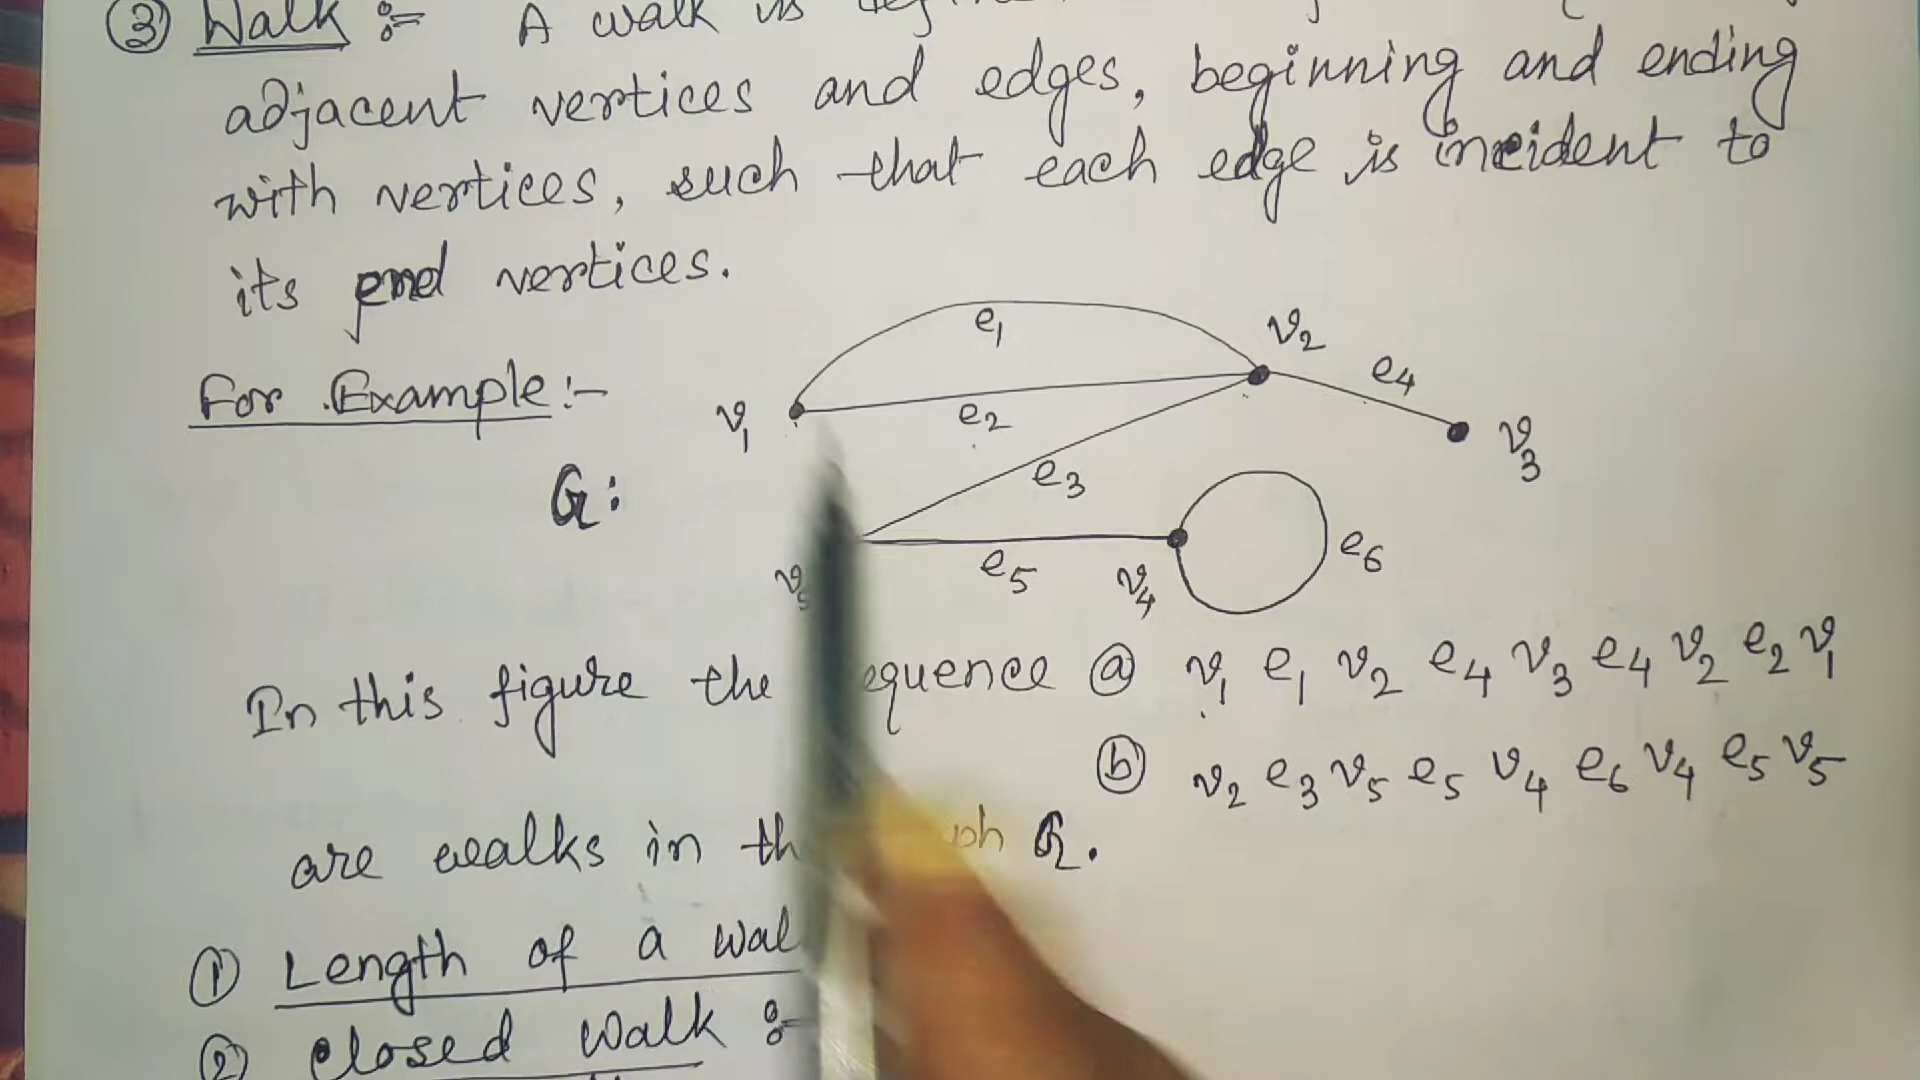 ③ Walk :- A walk is
adjacent vertices and edges, beginning and ending
with vertices, such that each edge is incident to
its end vertices.
For Example :-
G:
e1
v2
e4
v1
e2
v3
e3
e6
e5
v4
In this figure the ⓐ v1 e1 v2 e4 v3 e4 v2 e2 v1
ⓑ v2 e3 v5 e5 v4 e6 v4 e5 v5
are walks in G.
① Length of a
② closed walk :-